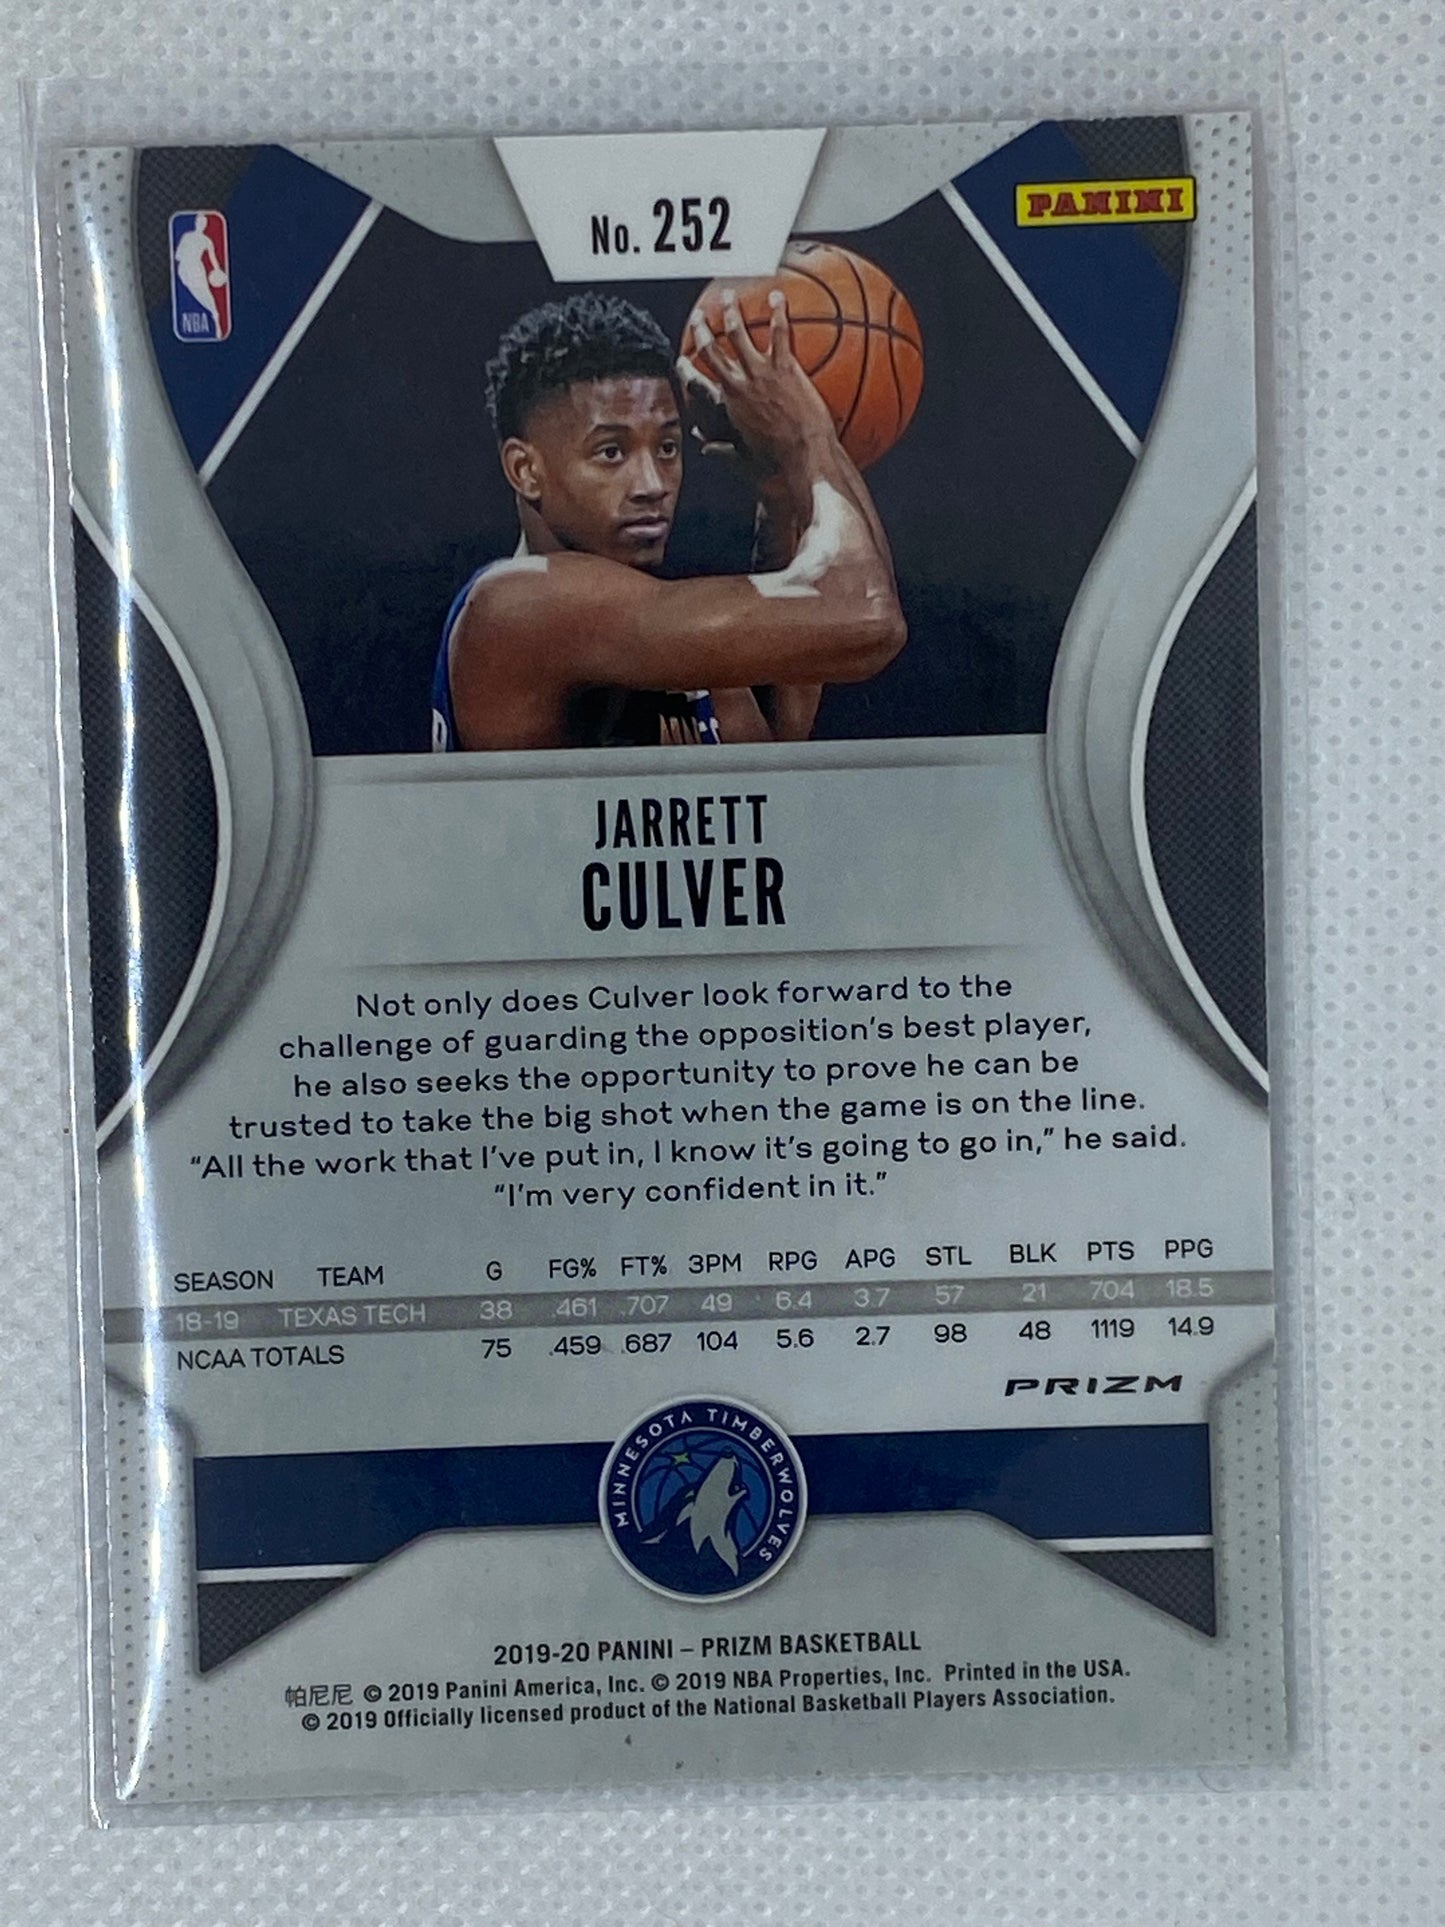 No. 252
PANINI
NBA
JARRETT
CULVER
Not only does Culver look forward to the
challenge of guarding the opposition's best player,
he also seeks the opportunity to prove he can be
trusted to take the big shot when the game is on the line.
"All the work that I've put in, I know it's going to go in," he said.
"I'm very confident in it."
SEASON TEAM G FG% FT% 3PM RPG APG STL BLK PTS PPG
18-19 TEXAS TECH 38 .461 .707 49 6.4 3.7 57 21 704 18.5
NCAA TOTALS 75 .459 .687 104 5.6 2.7 98 48 1119 14.9
PRIZM
MINNESOTA TIMBERWOLVES
2019-20 PANINI – PRIZM BASKETBALL
帕尼尼 © 2019 Panini America, Inc. © 2019 NBA Properties, Inc. Printed in the USA.
© 2019 Officially licensed product of the National Basketball Players Association.